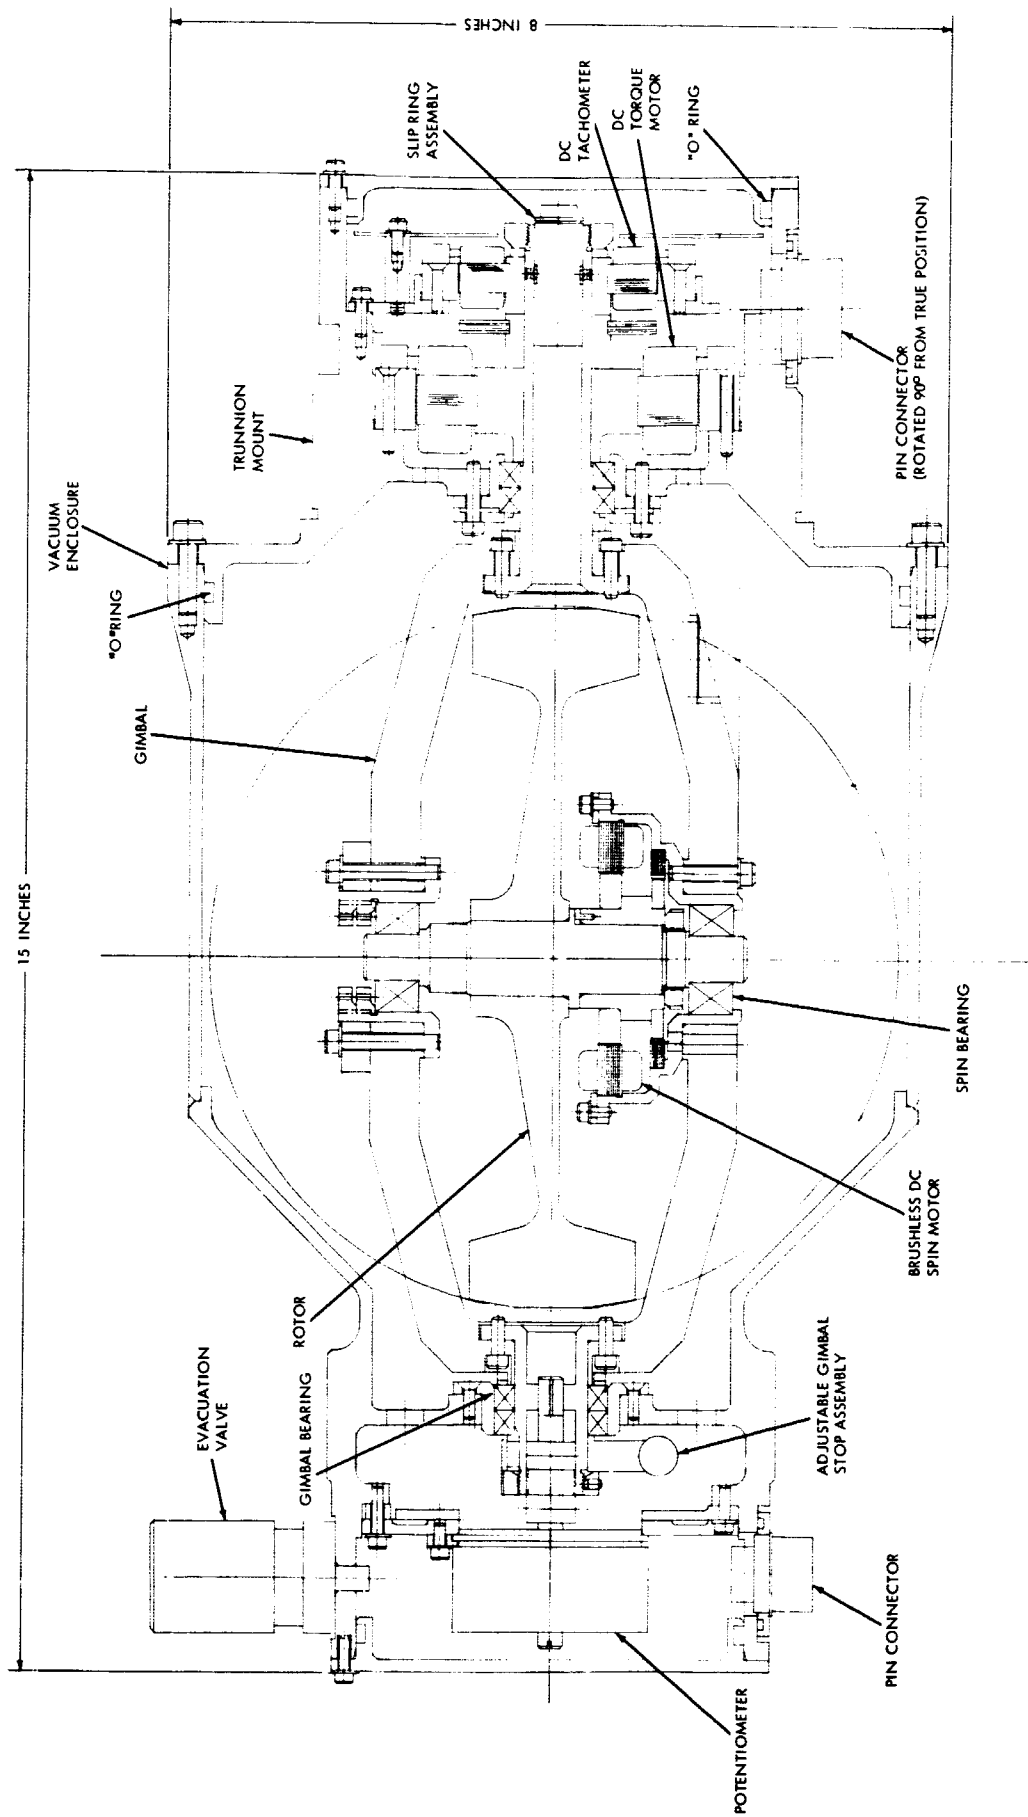 15 INCHES
8 INCHES
EVACUATION
VALVE
GIMBAL BEARING
ROTOR
GIMBAL
"O" RING
VACUUM
ENCLOSURE
TRUNNION
MOUNT
SLIP RING
ASSEMBLY
DC
TACHOMETER
DC
TORQUE
MOTOR
"O" RING
POTENTIOMETER
PIN CONNECTOR
ADJUSTABLE GIMBAL
STOP ASSEMBLY
BRUSHLESS DC
SPIN MOTOR
SPIN BEARING
PIN CONNECTOR
(ROTATED 90° FROM TRUE POSITION)